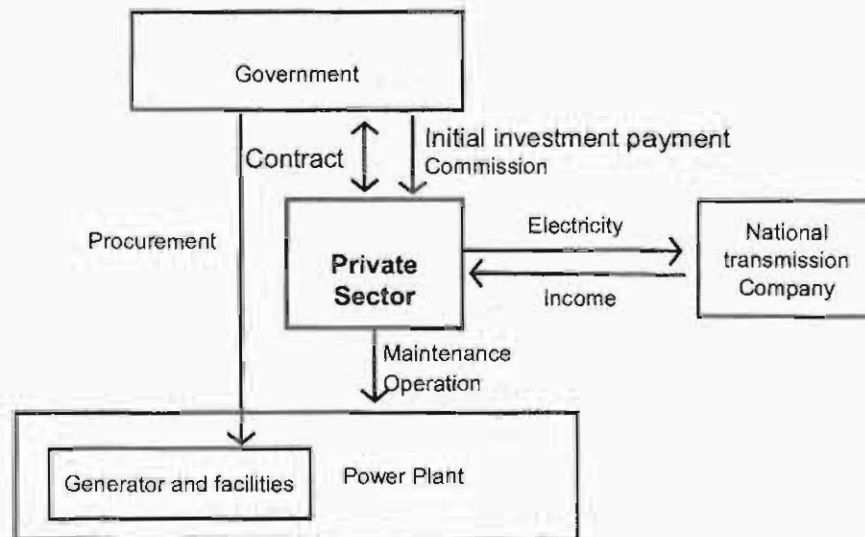 Government
Contract
Initial investment payment
Commission
Procurement
Private
Sector
Electricity
Income
National
transmission
Company
Maintenance
Operation
Generator and facilities
Power Plant